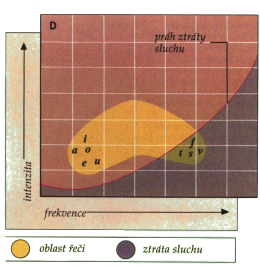 D
práh ztráty
sluchu
i
a o
e u
f
t s v
intenzita
frekvence
oblast řeči
ztráta sluchu